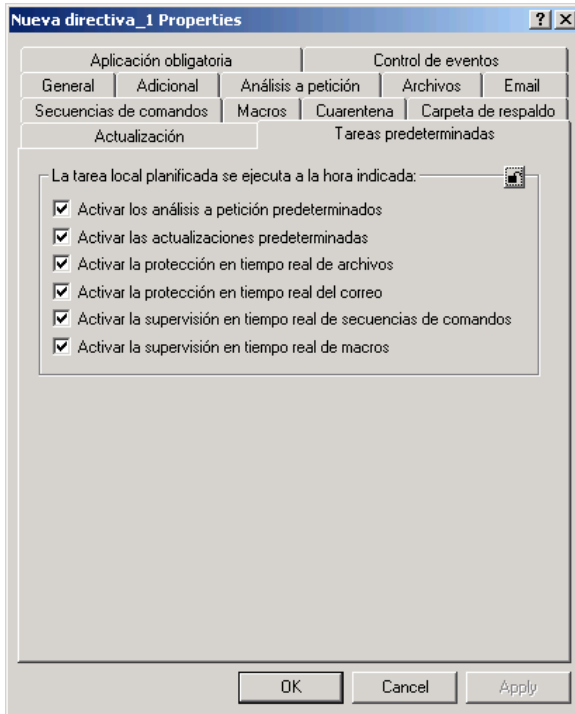 Nueva directiva_1 Properties
Aplicación obligatoria Control de eventos
General Adicional Análisis a petición Archivos Email
Secuencias de comandos Macros Cuarentena Carpeta de respaldo
Actualización Tareas predeterminadas
La tarea local planificada se ejecuta a la hora indicada:
Activar los análisis a petición predeterminados
Activar las actualizaciones predeterminadas
Activar la protección en tiempo real de archivos
Activar la protección en tiempo real del correo
Activar la supervisión en tiempo real de secuencias de comandos
Activar la supervisión en tiempo real de macros
OK Cancel Apply